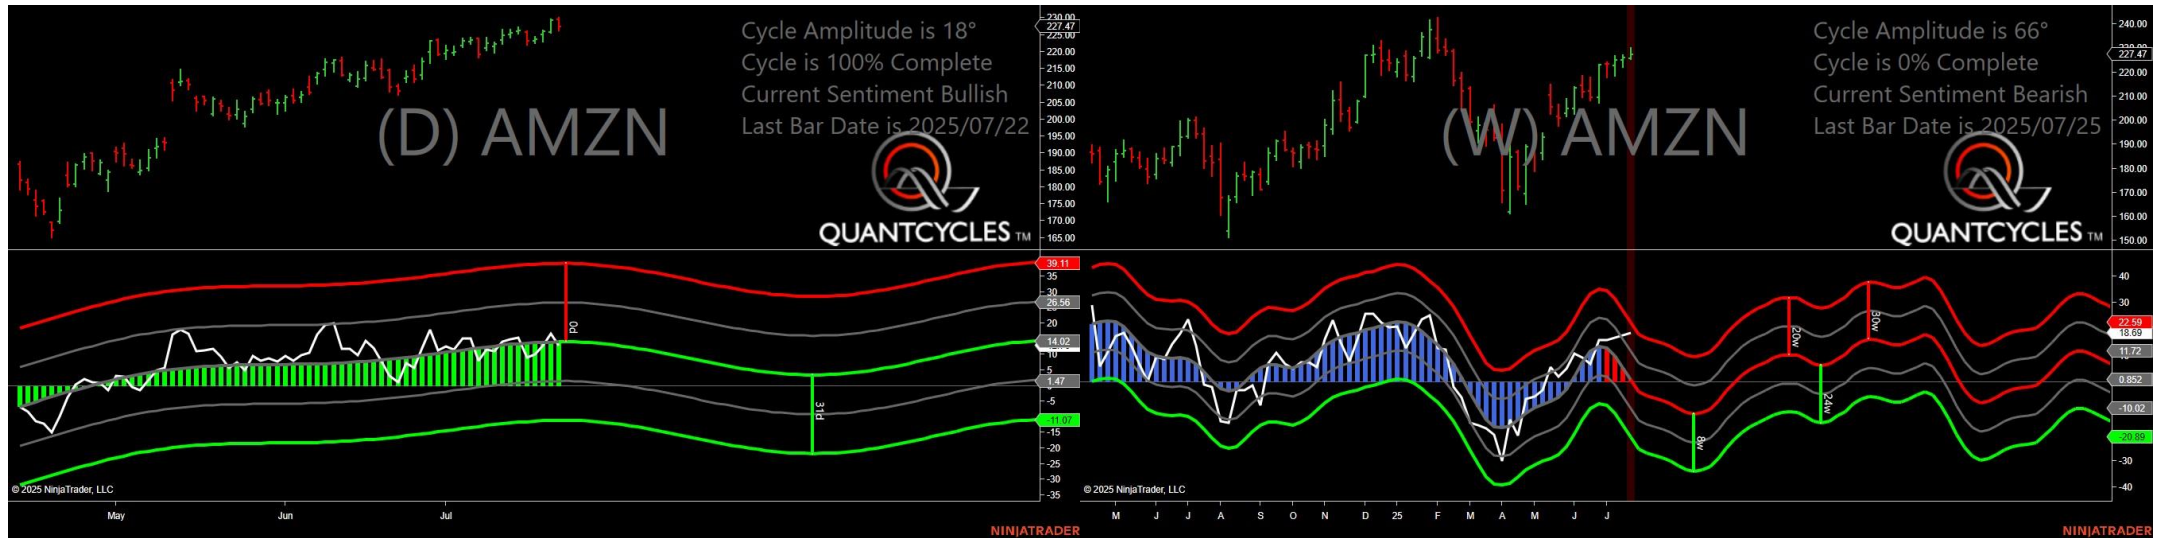 Cycle Amplitude is 18°
Cycle is 100% Complete
Current Sentiment Bullish
Last Bar Date is 2025/07/22
(D) AMZN
QUANTCYCLES TM
230.00
227.47
225.00
220.00
215.00
210.00
205.00
200.00
195.00
190.00
185.00
180.00
175.00
170.00
165.00
39.11
35
30
26.56
20
14.02
10
5
1.47
-5
-11.07
-15
-20
-25
-30
-35
0d
31d
© 2025 NinjaTrader, LLC
May
Jun
Jul
NINJATRADER
Cycle Amplitude is 66°
Cycle is 0% Complete
Current Sentiment Bearish
Last Bar Date is 2025/07/25
(W) AMZN
QUANTCYCLES TM
240.00
227.47
220.00
210.00
200.00
190.00
180.00
170.00
160.00
150.00
40
30
22.59
18.69
11.72
0.852
-10.02
-20.89
-30
-40
8w
20w
24w
30w
© 2025 NinjaTrader, LLC
M
J
J
A
S
O
N
D
25
F
M
A
M
J
J
NINJATRADER